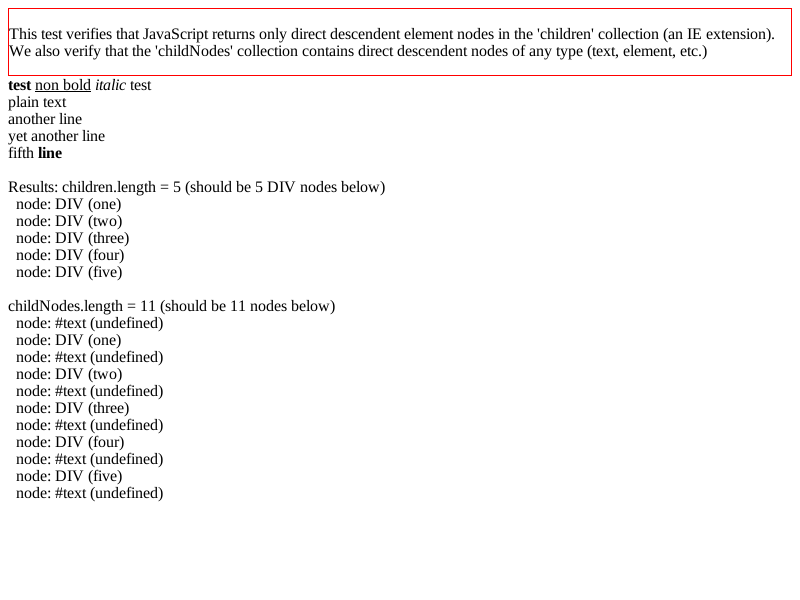 This test verifies that JavaScript returns only direct descendent element nodes in the 'children' collection (an IE extension).
We also verify that the 'childNodes' collection contains direct descendent nodes of any type (text, element, etc.)
test non bold italic test
plain text
another line
yet another line
fifth line
Results: children.length = 5 (should be 5 DIV nodes below)
node: DIV (one)
node: DIV (two)
node: DIV (three)
node: DIV (four)
node: DIV (five)
childNodes.length = 11 (should be 11 nodes below)
node: #text (undefined)
node: DIV (one)
node: #text (undefined)
node: DIV (two)
node: #text (undefined)
node: DIV (three)
node: #text (undefined)
node: DIV (four)
node: #text (undefined)
node: DIV (five)
node: #text (undefined)